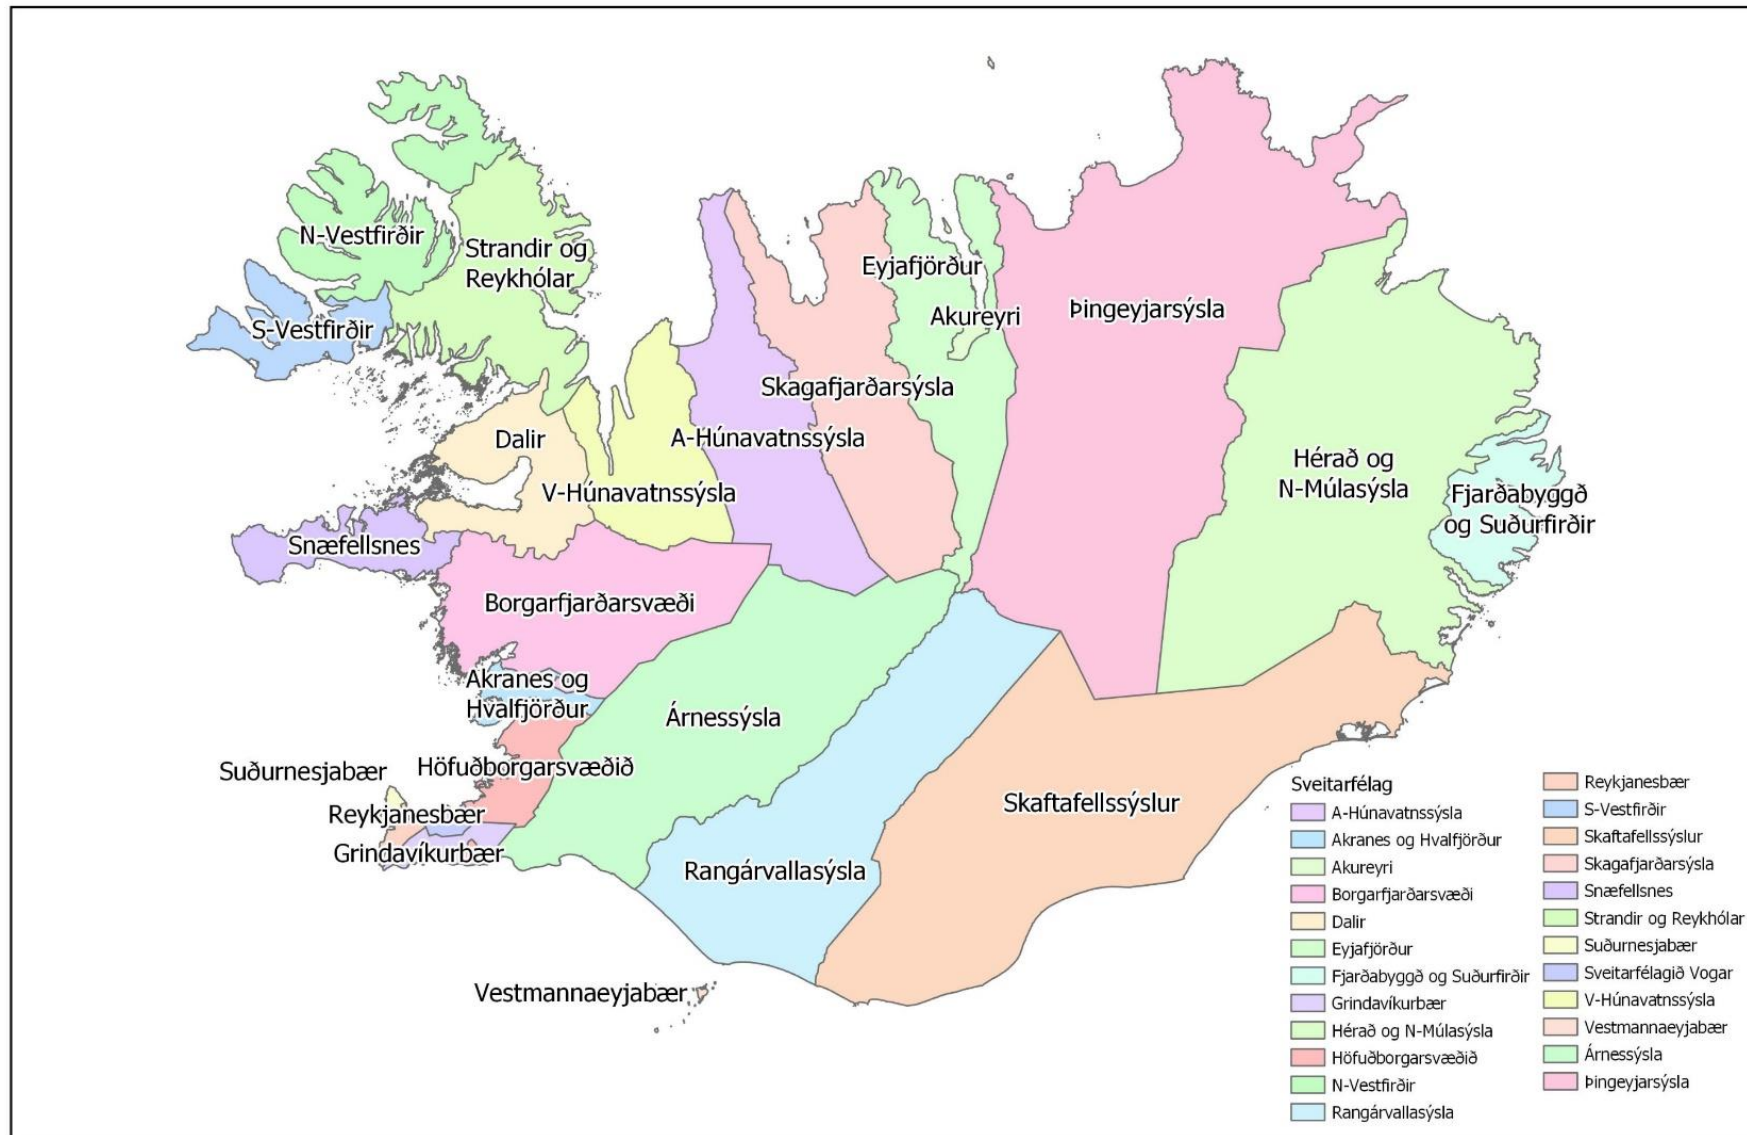 N-Vestfirðir
Strandir og
Reykhólar
S-Vestfirðir
Eyjafjörður
Akureyri
Þingeyjarsýsla
Skagafjarðarsýsla
Dalir
A-Húnavatnssýsla
V-Húnavatnssýsla
Hérað og
N-Múlasýsla
Fjarðabyggð
og Suðurfirðir
Snæfellsnes
Borgarfjarðarsvæði
Akranes og
Hvalfjörður
Árnessýsla
Höfuðborgarsvæðið
Suðurnesjabær
Reykjanesbær
Grindavíkurbær
Skaftafellssýslur
Rangárvallasýsla
Vestmannaeyjabær
Sveitarfélag
A-Húnavatnssýsla
Akranes og Hvalfjörður
Akureyri
Borgarfjarðarsvæði
Dalir
Eyjafjörður
Fjarðabyggð og Suðurfirðir
Grindavíkurbær
Hérað og N-Múlasýsla
Höfuðborgarsvæðið
N-Vestfirðir
Rangárvallasýsla
Reykjanesbær
S-Vestfirðir
Skaftafellssýslur
Skagafjarðarsýsla
Snæfellsnes
Strandir og Reykhólar
Suðurnesjabær
Sveitarfélagið Vogar
V-Húnavatnssýsla
Vestmannaeyjabær
Árnessýsla
Þingeyjarsýsla